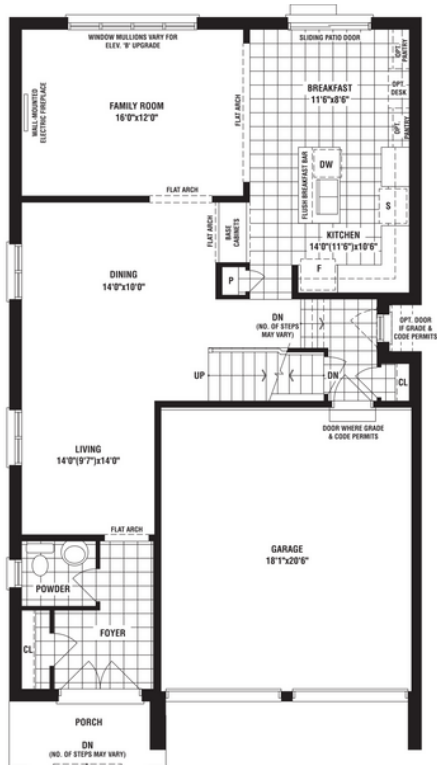 WINDOW MULLIONS VARY FOR
ELEV. 'B' UPGRADE
SLIDING PATIO DOOR
OPT.
PANTRY
WALL-MOUNTED
ELECTRIC FIREPLACE
FAMILY ROOM
16'0"x12'0"
FLAT ARCH
BREAKFAST
11'6"x8'6"
OPT.
DESK
OPT.
PANTRY
DW
FLUSH BREAKFAST BAR
S
FLAT ARCH
FLAT ARCH
BASE
CABINETS
KITCHEN
14'0"(11'6")x10'6"
DINING
14'0"x10'0"
P
F
DN
(NO. OF STEPS
MAY VARY)
OPT. DOOR
IF GRADE &
CODE PERMITS
UP
DN
CL
DOOR WHERE GRADE
& CODE PERMITS
LIVING
14'0"(9'7")x14'0"
FLAT ARCH
GARAGE
18'1"x20'6"
POWDER
FOYER
CL
PORCH
DN
(NO. OF STEPS MAY VARY)